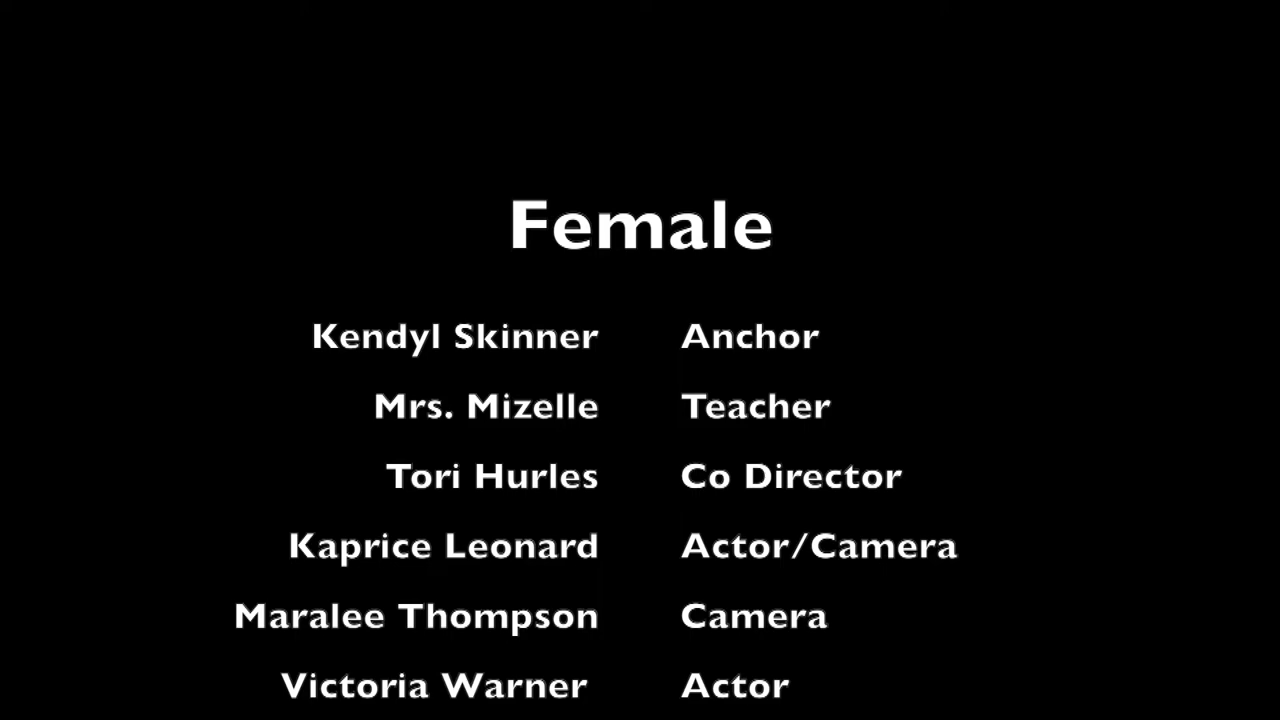 Female
Kendyl Skinner Anchor
Mrs. Mizelle Teacher
Tori Hurles Co Director
Kaprice Leonard Actor/Camera
Maralee Thompson Camera
Victoria Warner Actor